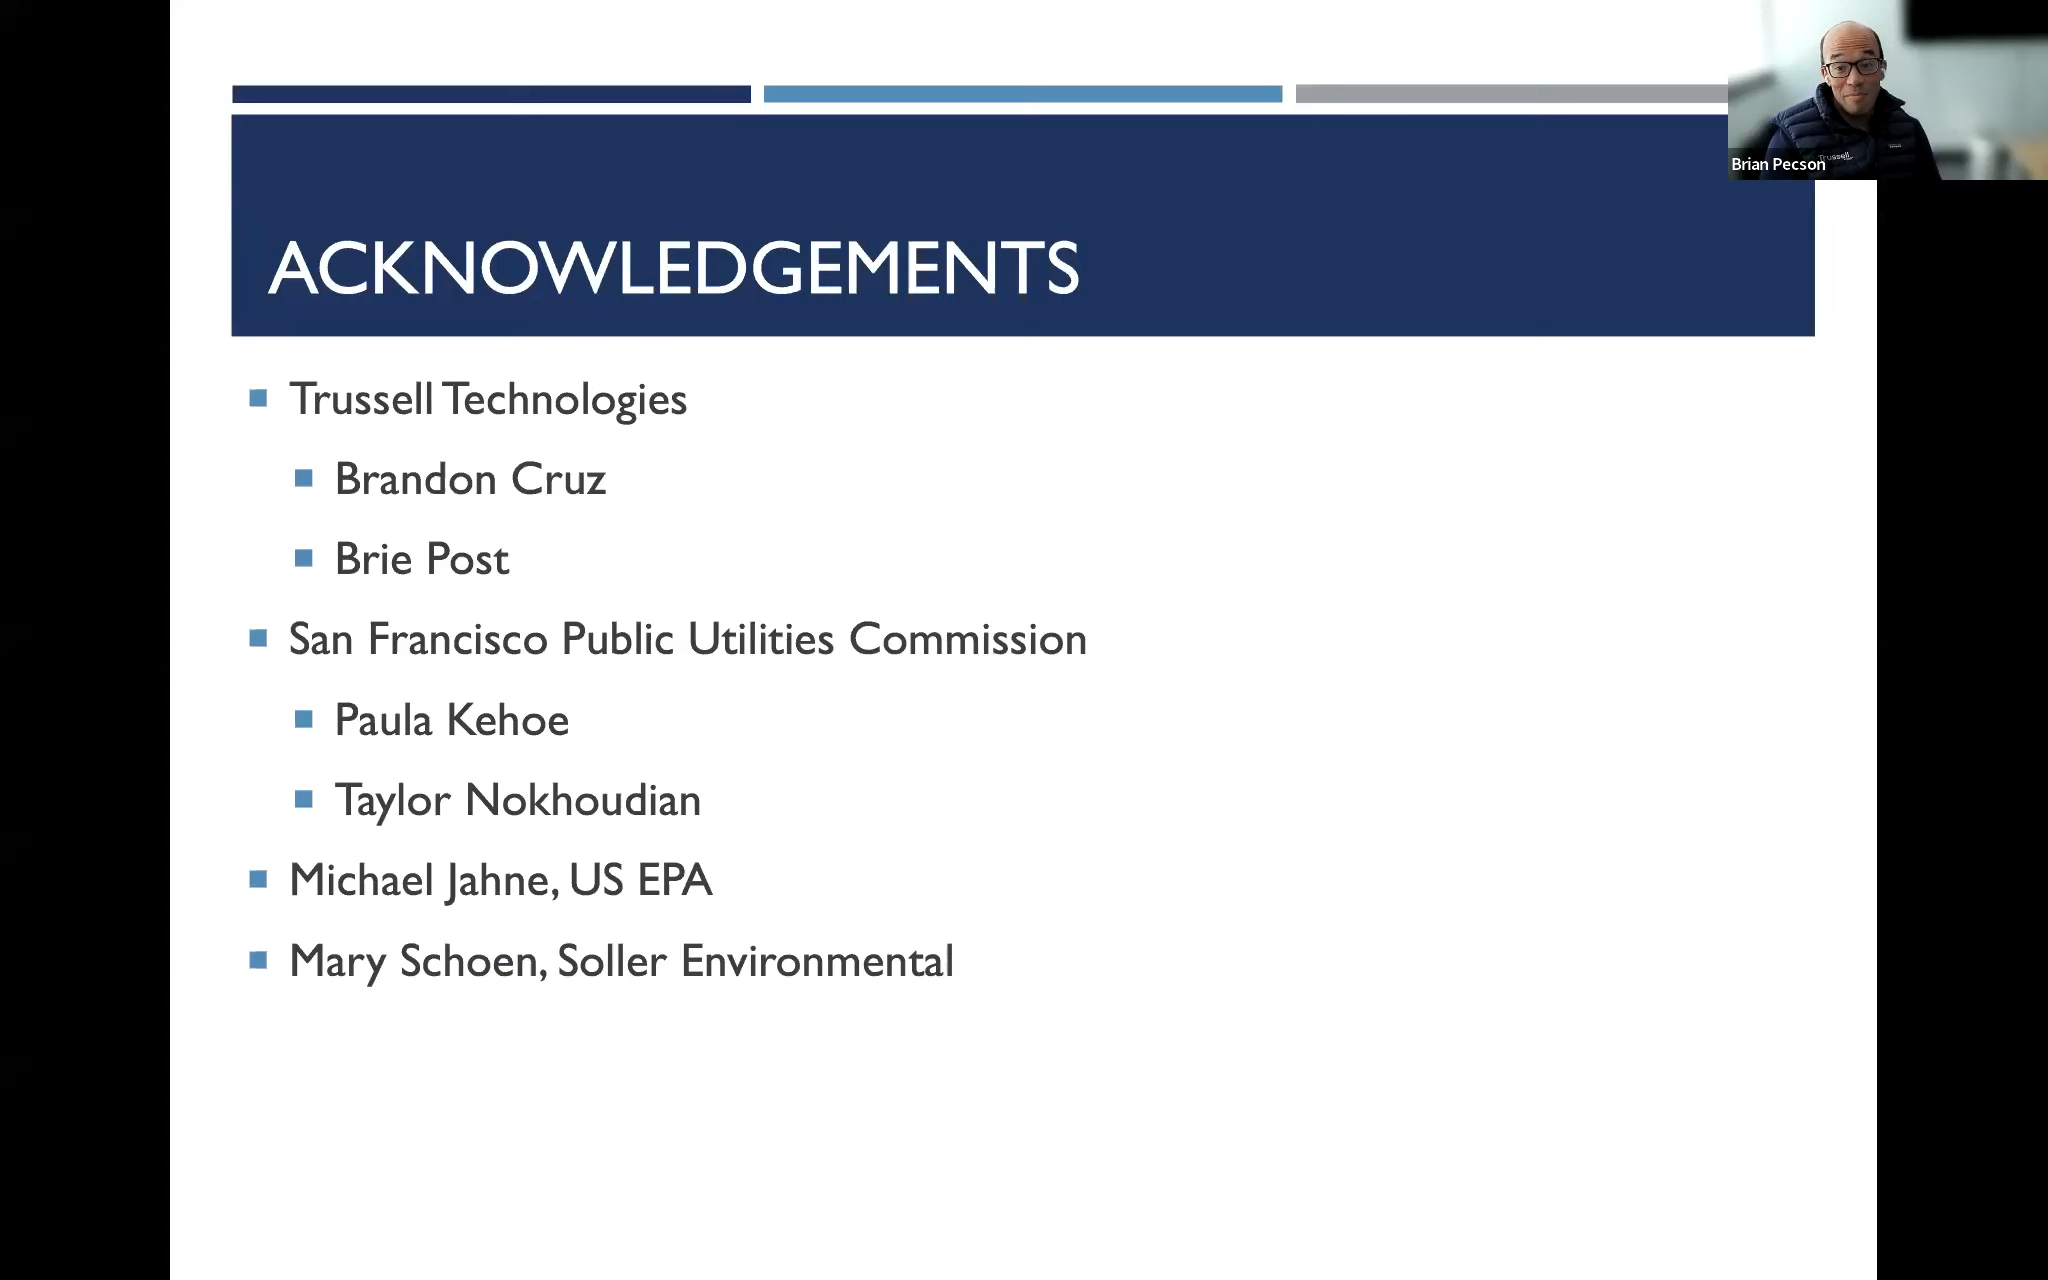 ACKNOWLEDGEMENTS
Trussell Technologies
Brandon Cruz
Brie Post
San Francisco Public Utilities Commission
Paula Kehoe
Taylor Nokhoudian
Michael Jahne, US EPA
Mary Schoen, Soller Environmental
Trussell
Brian Pecson